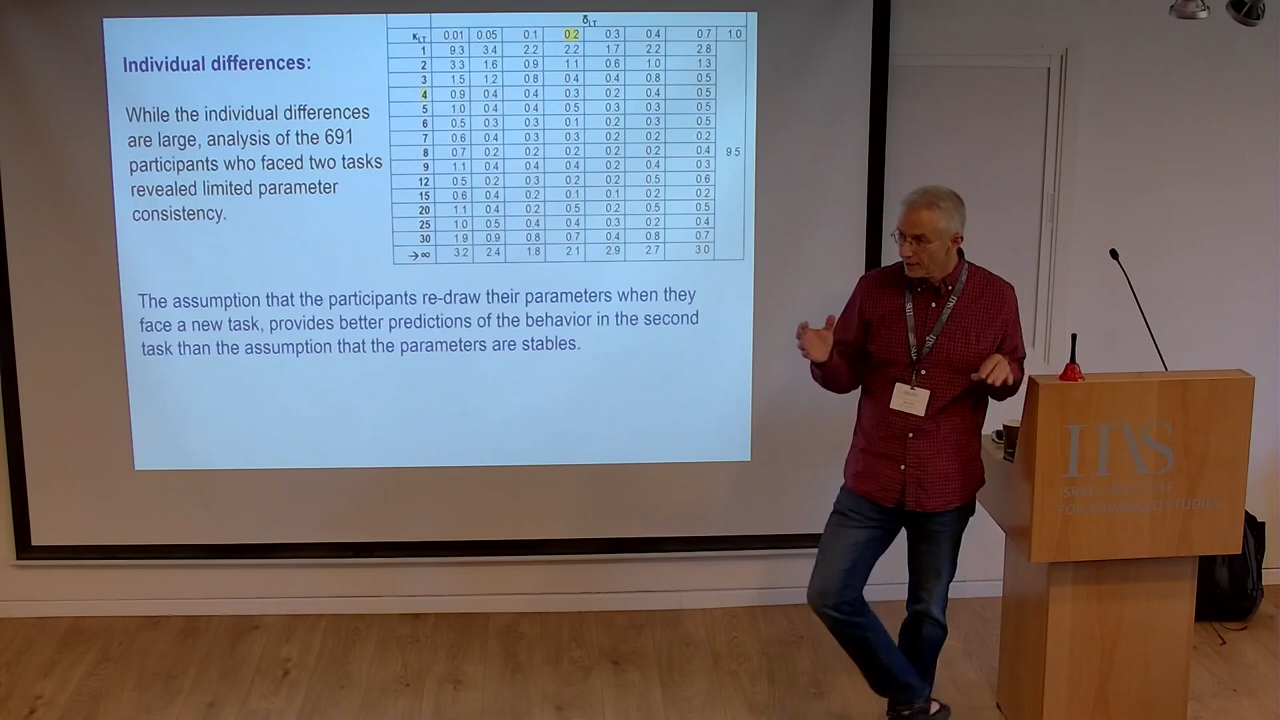 Individual differences:
While the individual differences
are large, analysis of the 691
participants who faced two tasks
revealed limited parameter
consistency.
δLT
κLT 0.01 0.05 0.1 0.2 0.3 0.4 0.7 1.0
1 9.3 3.4 2.2 2.2 1.7 2.2 2.8
2 3.3 1.6 0.9 1.1 0.6 1.0 1.3
3 1.5 1.2 0.8 0.4 0.4 0.8 0.5
4 0.9 0.4 0.4 0.3 0.2 0.4 0.5
5 1.0 0.4 0.4 0.5 0.3 0.3 0.5
6 0.5 0.3 0.3 0.1 0.2 0.3 0.5
7 0.6 0.4 0.3 0.3 0.2 0.2 0.2
8 0.7 0.2 0.2 0.2 0.2 0.2 0.4 9.5
9 1.1 0.4 0.4 0.4 0.2 0.4 0.3
12 0.5 0.2 0.3 0.2 0.2 0.5 0.6
15 0.6 0.4 0.2 0.1 0.1 0.2 0.2
20 1.1 0.4 0.2 0.5 0.2 0.5 0.5
25 1.0 0.5 0.4 0.4 0.3 0.2 0.4
30 1.9 0.9 0.8 0.7 0.4 0.8 0.7
→∞ 3.2 2.4 1.8 2.1 2.9 2.7 3.0
The assumption that the participants re-draw their parameters when they
face a new task, provides better predictions of the behavior in the second
task than the assumption that the parameters are stables.
IIAS
ISRAEL INSTITUTE
FOR ADVANCED STUDIES